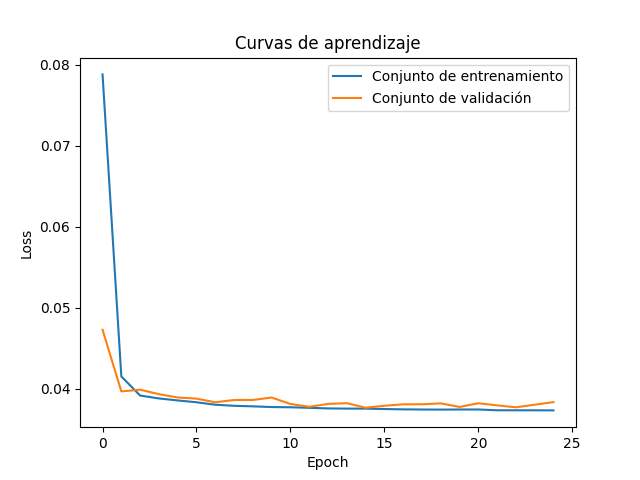 Curvas de aprendizaje
Conjunto de entrenamiento
Conjunto de validación
Loss
0.08
0.07
0.06
0.05
0.04
0 5 10 15 20 25
Epoch